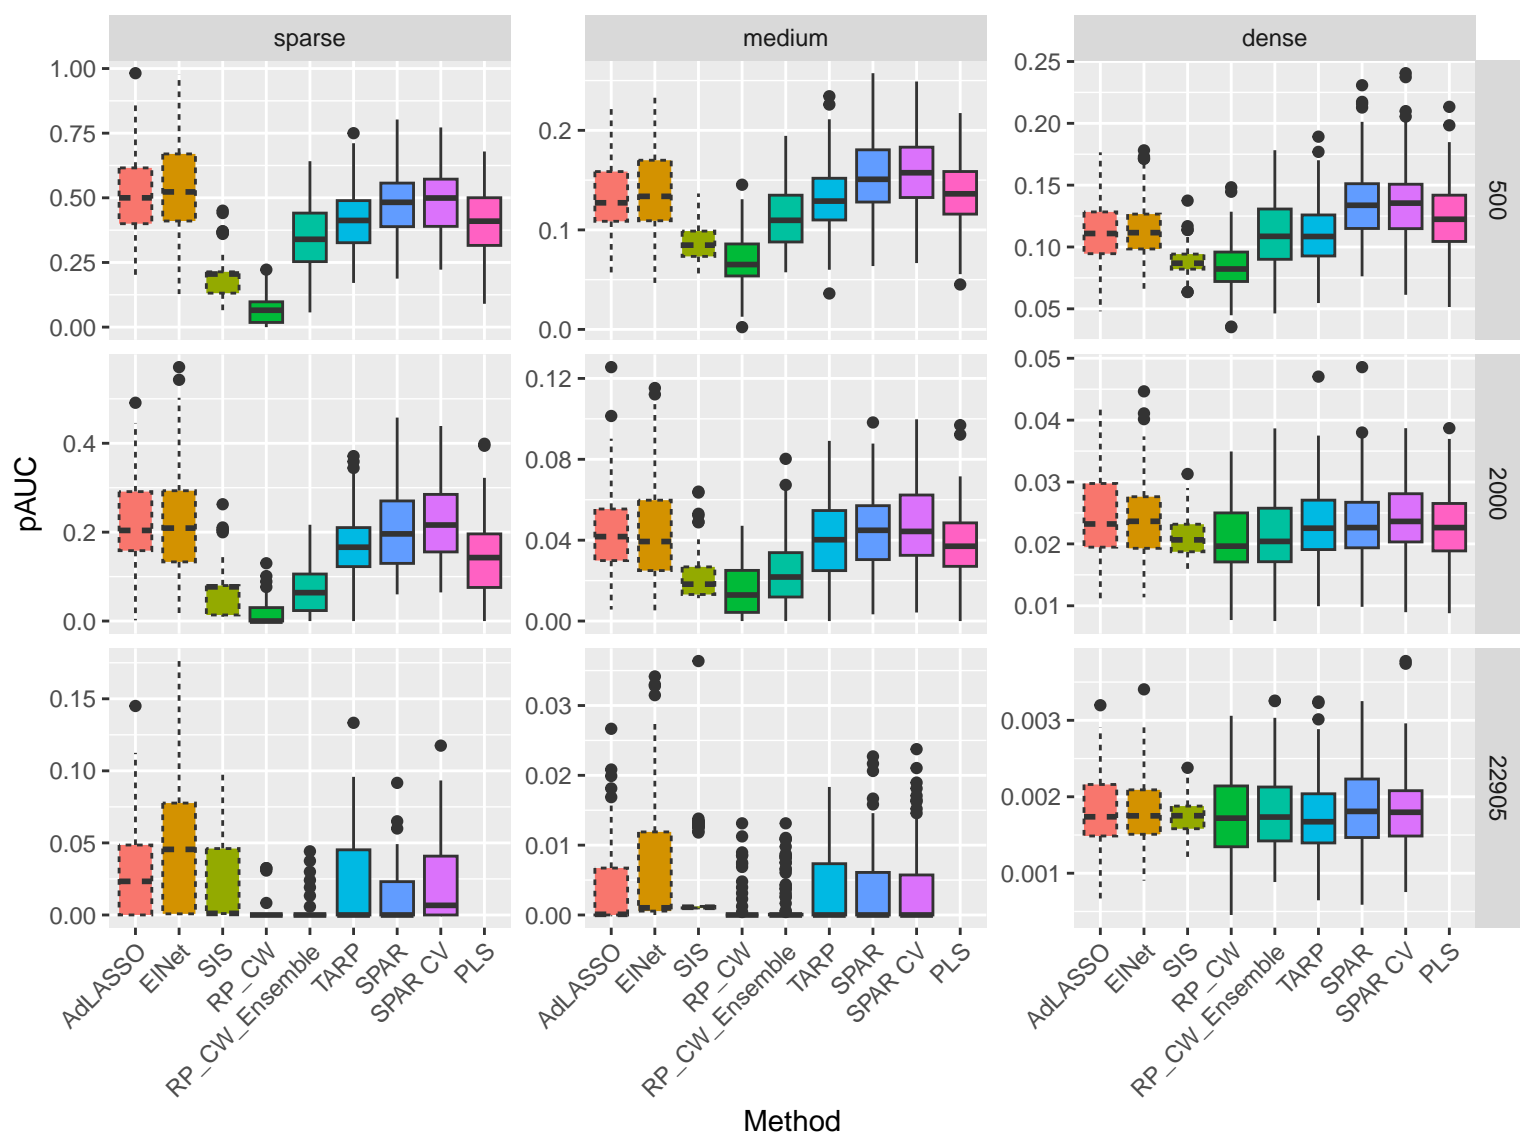 sparse
medium
dense
1.00
0.75
0.50
0.25
0.00
0.2
0.1
0.0
0.25
0.20
0.15
0.10
0.05
500
0.4
0.2
0.0
0.12
0.08
0.04
0.00
0.05
0.04
0.03
0.02
0.01
2000
0.15
0.10
0.05
0.00
0.03
0.02
0.01
0.00
0.003
0.002
0.001
22905
pAUC
AdLASSO
ElNet
SIS
RP_CW
RP_CW_Ensemble
TARP
SPAR
SPAR CV
PLS
AdLASSO
ElNet
SIS
RP_CW
RP_CW_Ensemble
TARP
SPAR
SPAR CV
PLS
AdLASSO
ElNet
SIS
RP_CW
RP_CW_Ensemble
TARP
SPAR
SPAR CV
PLS
Method